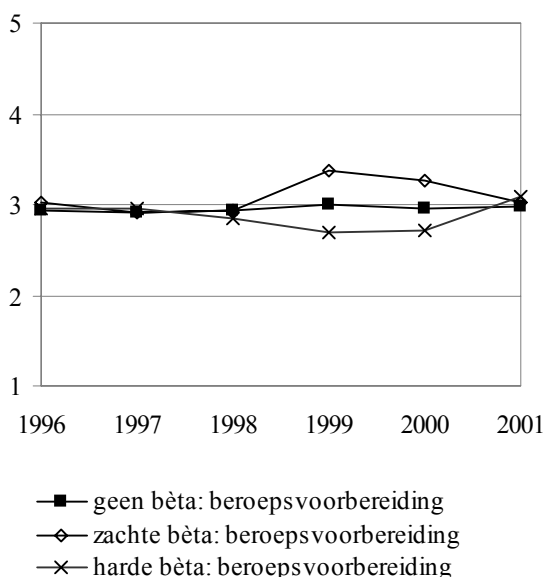 5
4
3
2
1
1996 1997 1998 1999 2000 2001
geen bèta: beroepsvoorbereiding
zachte bèta: beroepsvoorbereiding
harde bèta: beroepsvoorbereiding